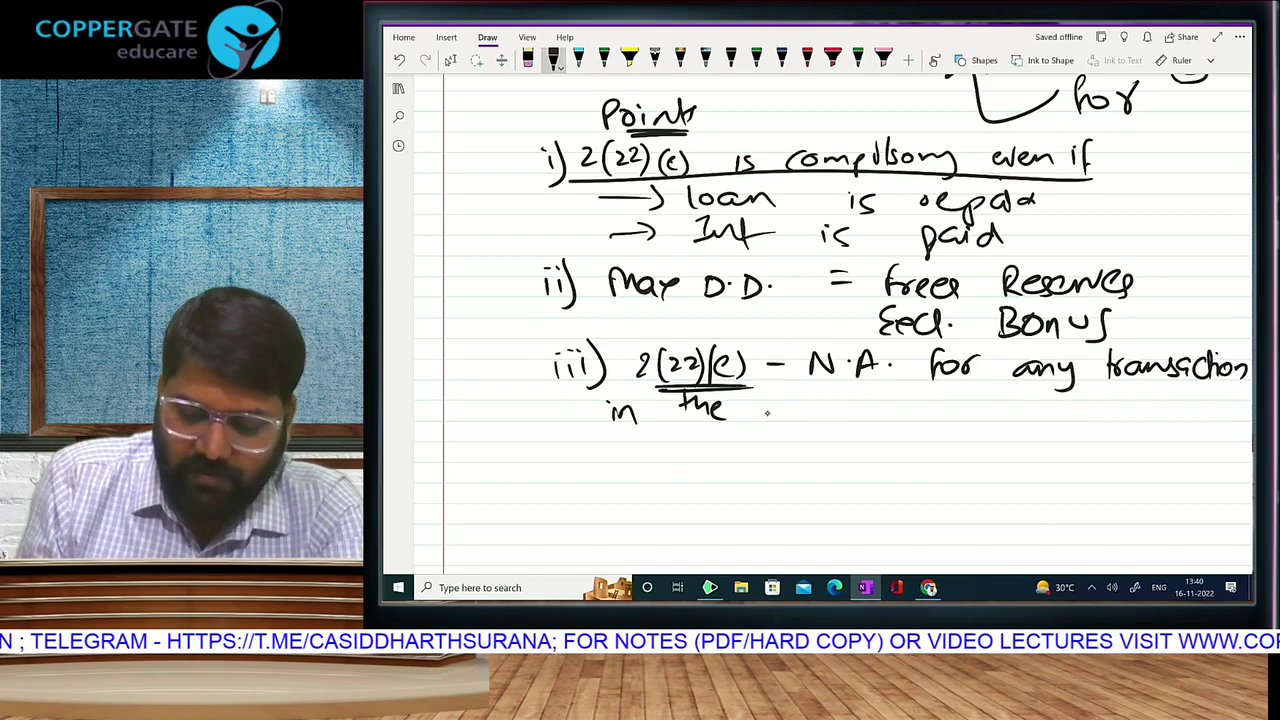 COPPERGATE
educare
Home Insert Draw View Help
Saved offline
Share
Shapes
Ink to Shape
Ink to Text
Ruler
for
Points
i) 2(22)(e) is compulsory even if
→ loan is repaid
→ Int is paid
ii) Max D.D. = Free Reserves
Excl. Bonus
iii) 2(22)(e) – N.A. for any transaction
in the
Type here to search
30°C
ENG
13:40
16-11-2022
N ; TELEGRAM - HTTPS://T.ME/CASIDDHARTHSURANA; FOR NOTES (PDF/HARD COPY) OR VIDEO LECTURES VISIT WWW.COP